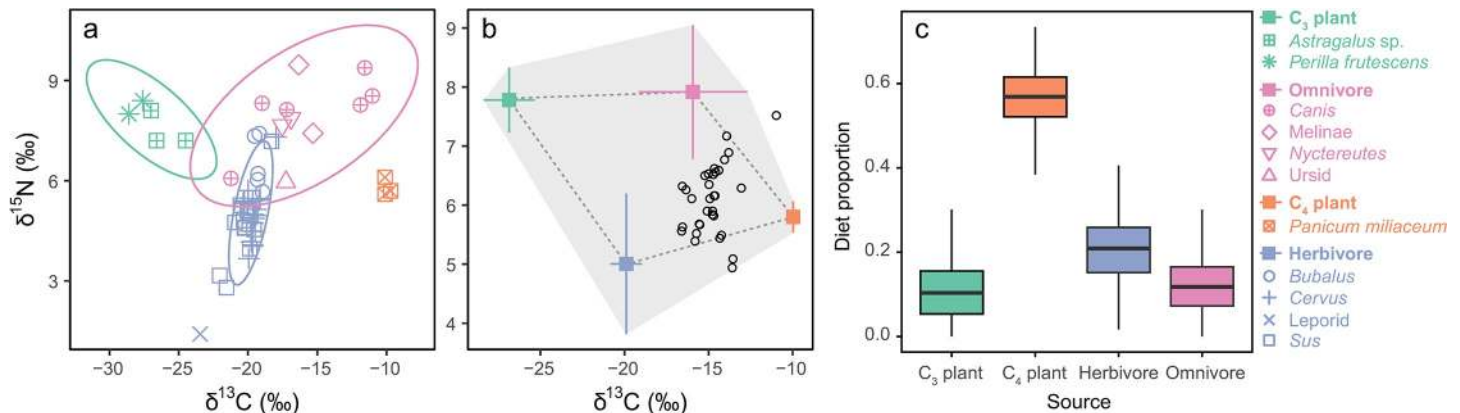 a
δ¹⁵N (‰)
9
6
3
−30 −25 −20 −15 −10
δ¹³C (‰)
b
9
8
7
6
5
4
−25 −20 −15 −10
δ¹³C (‰)
c
Diet proportion
0.6
0.4
0.2
0.0
C₃ plant C₄ plant Herbivore Omnivore
Source
C₃ plant
Astragalus sp.
Perilla frutescens
Omnivore
Canis
Melinae
Nyctereutes
Ursid
C₄ plant
Panicum miliaceum
Herbivore
Bubalus
Cervus
Leporid
Sus